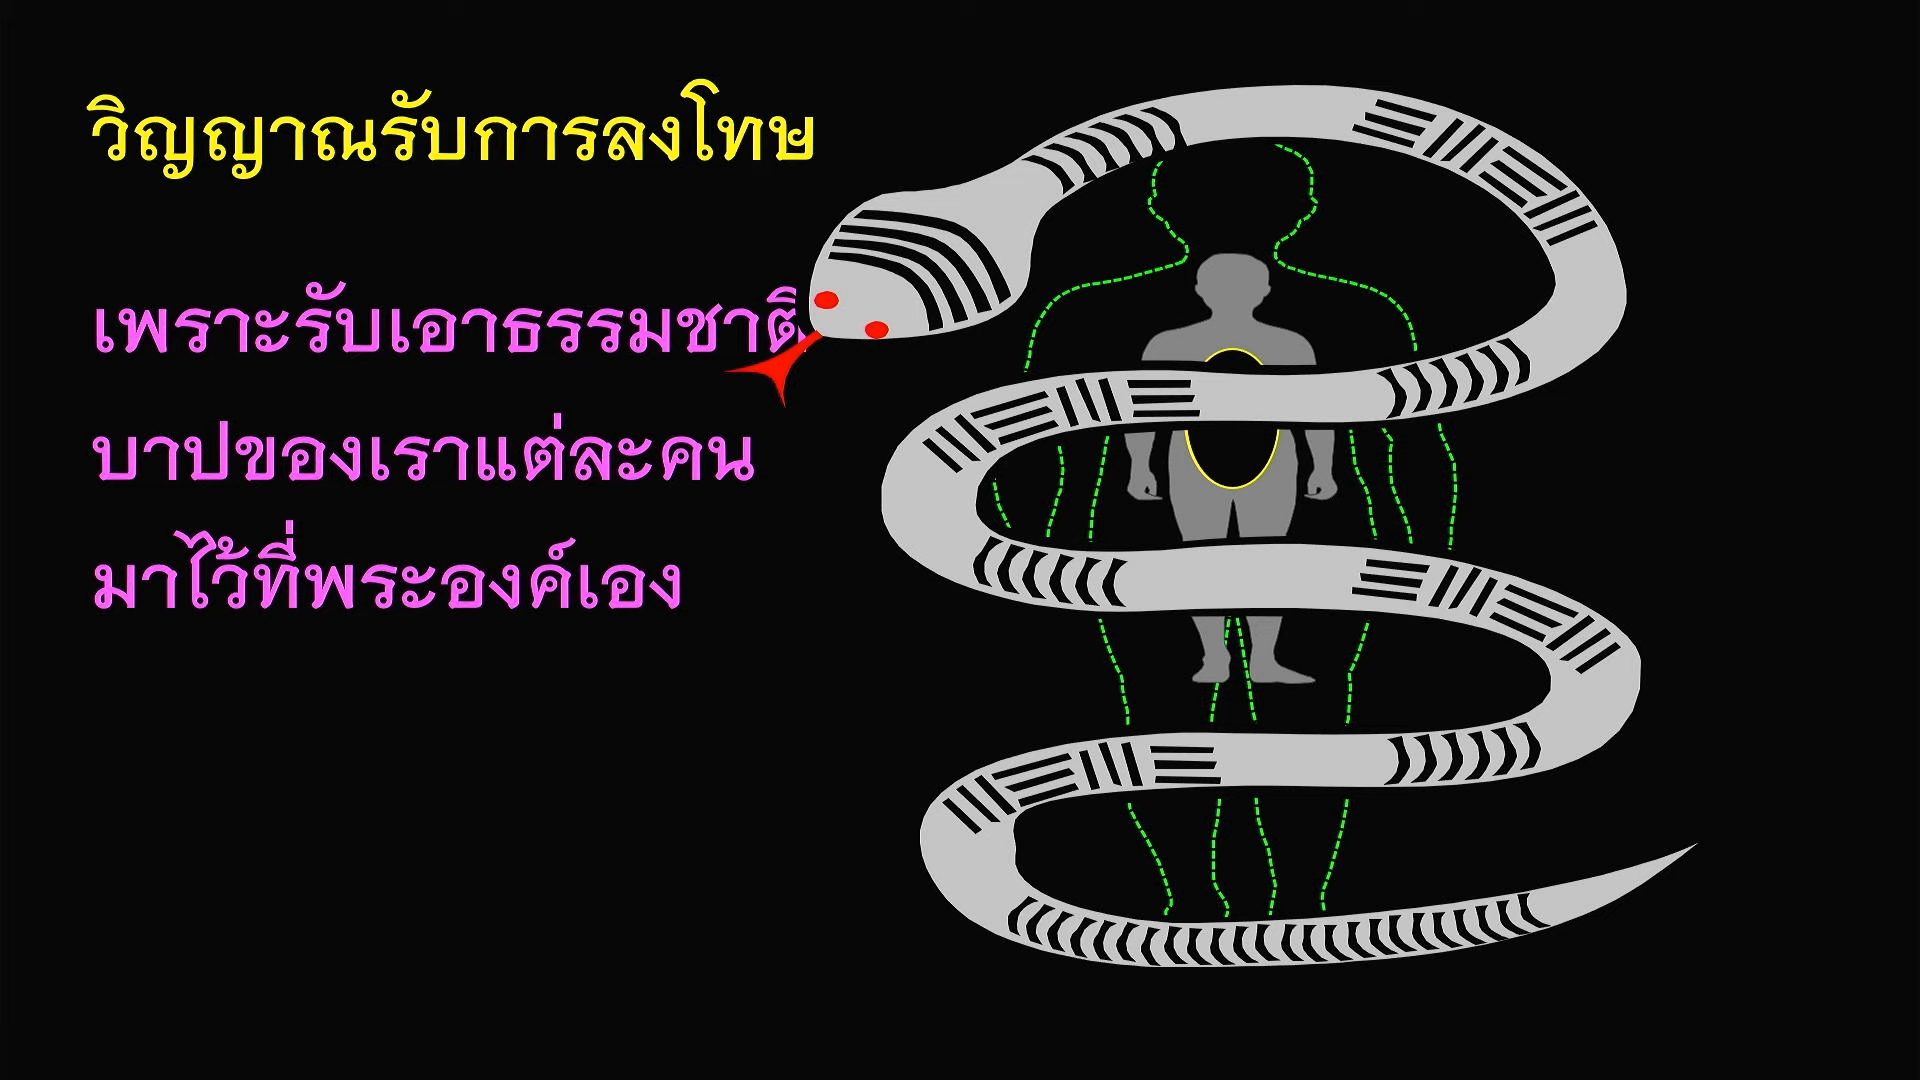 วิญญาณรับการลงโทษ
เพราะรับเอาธรรมชาติ
บาปของเราแต่ละคน
มาไว้ที่พระองค์เอง